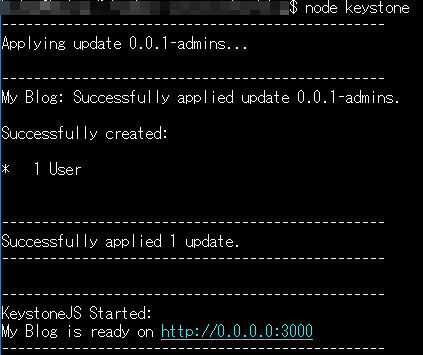 $ node keystone
------------------------------------------------
Applying update 0.0.1-admins...
------------------------------------------------
My Blog: Successfully applied update 0.0.1-admins.
Successfully created:
*   1 User
------------------------------------------------
Successfully applied 1 update.
------------------------------------------------
------------------------------------------------
KeystoneJS Started:
My Blog is ready on http://0.0.0.0:3000
------------------------------------------------